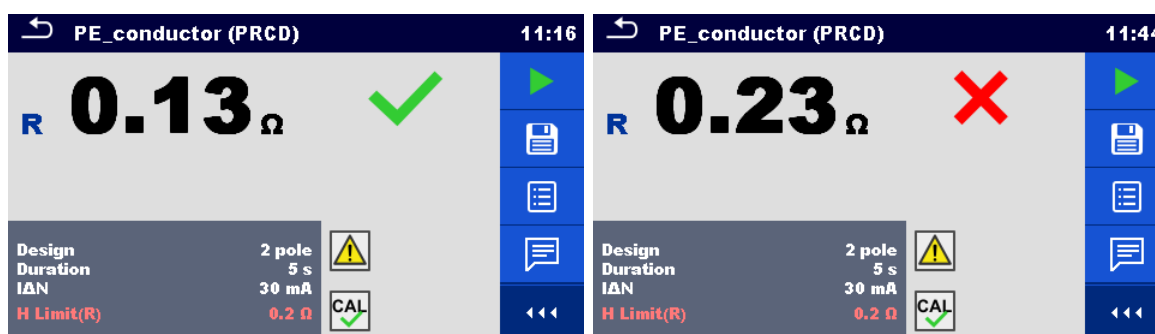 PE_conductor (PRCD) 11:16
R 0.13 Ω
Design 2 pole
Duration 5 s
IΔN 30 mA
H Limit(R) 0.2 Ω
CAL
PE_conductor (PRCD) 11:44
R 0.23 Ω
Design 2 pole
Duration 5 s
IΔN 30 mA
H Limit(R) 0.2 Ω
CAL